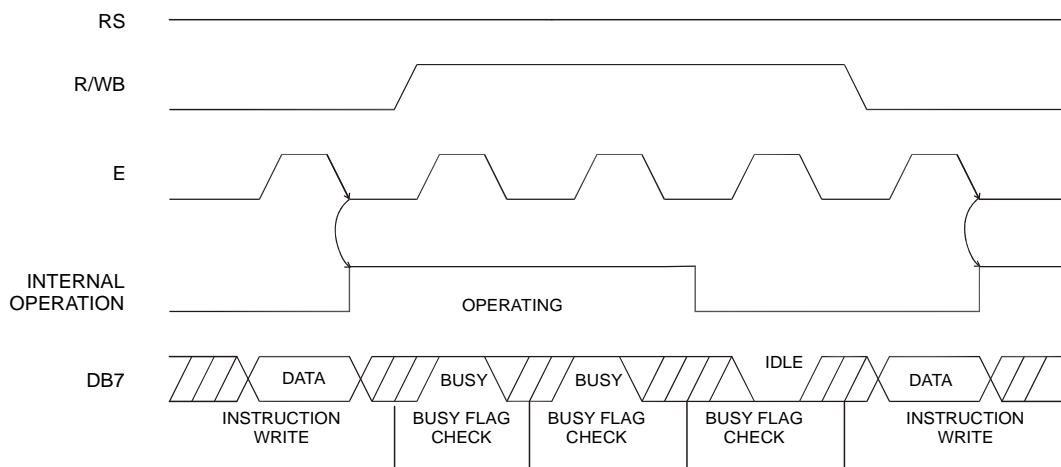 RS
R/WB
E
INTERNAL
OPERATION
OPERATING
DB7
DATA
BUSY
BUSY
IDLE
DATA
INSTRUCTION
WRITE
BUSY FLAG
CHECK
BUSY FLAG
CHECK
BUSY FLAG
CHECK
INSTRUCTION
WRITE